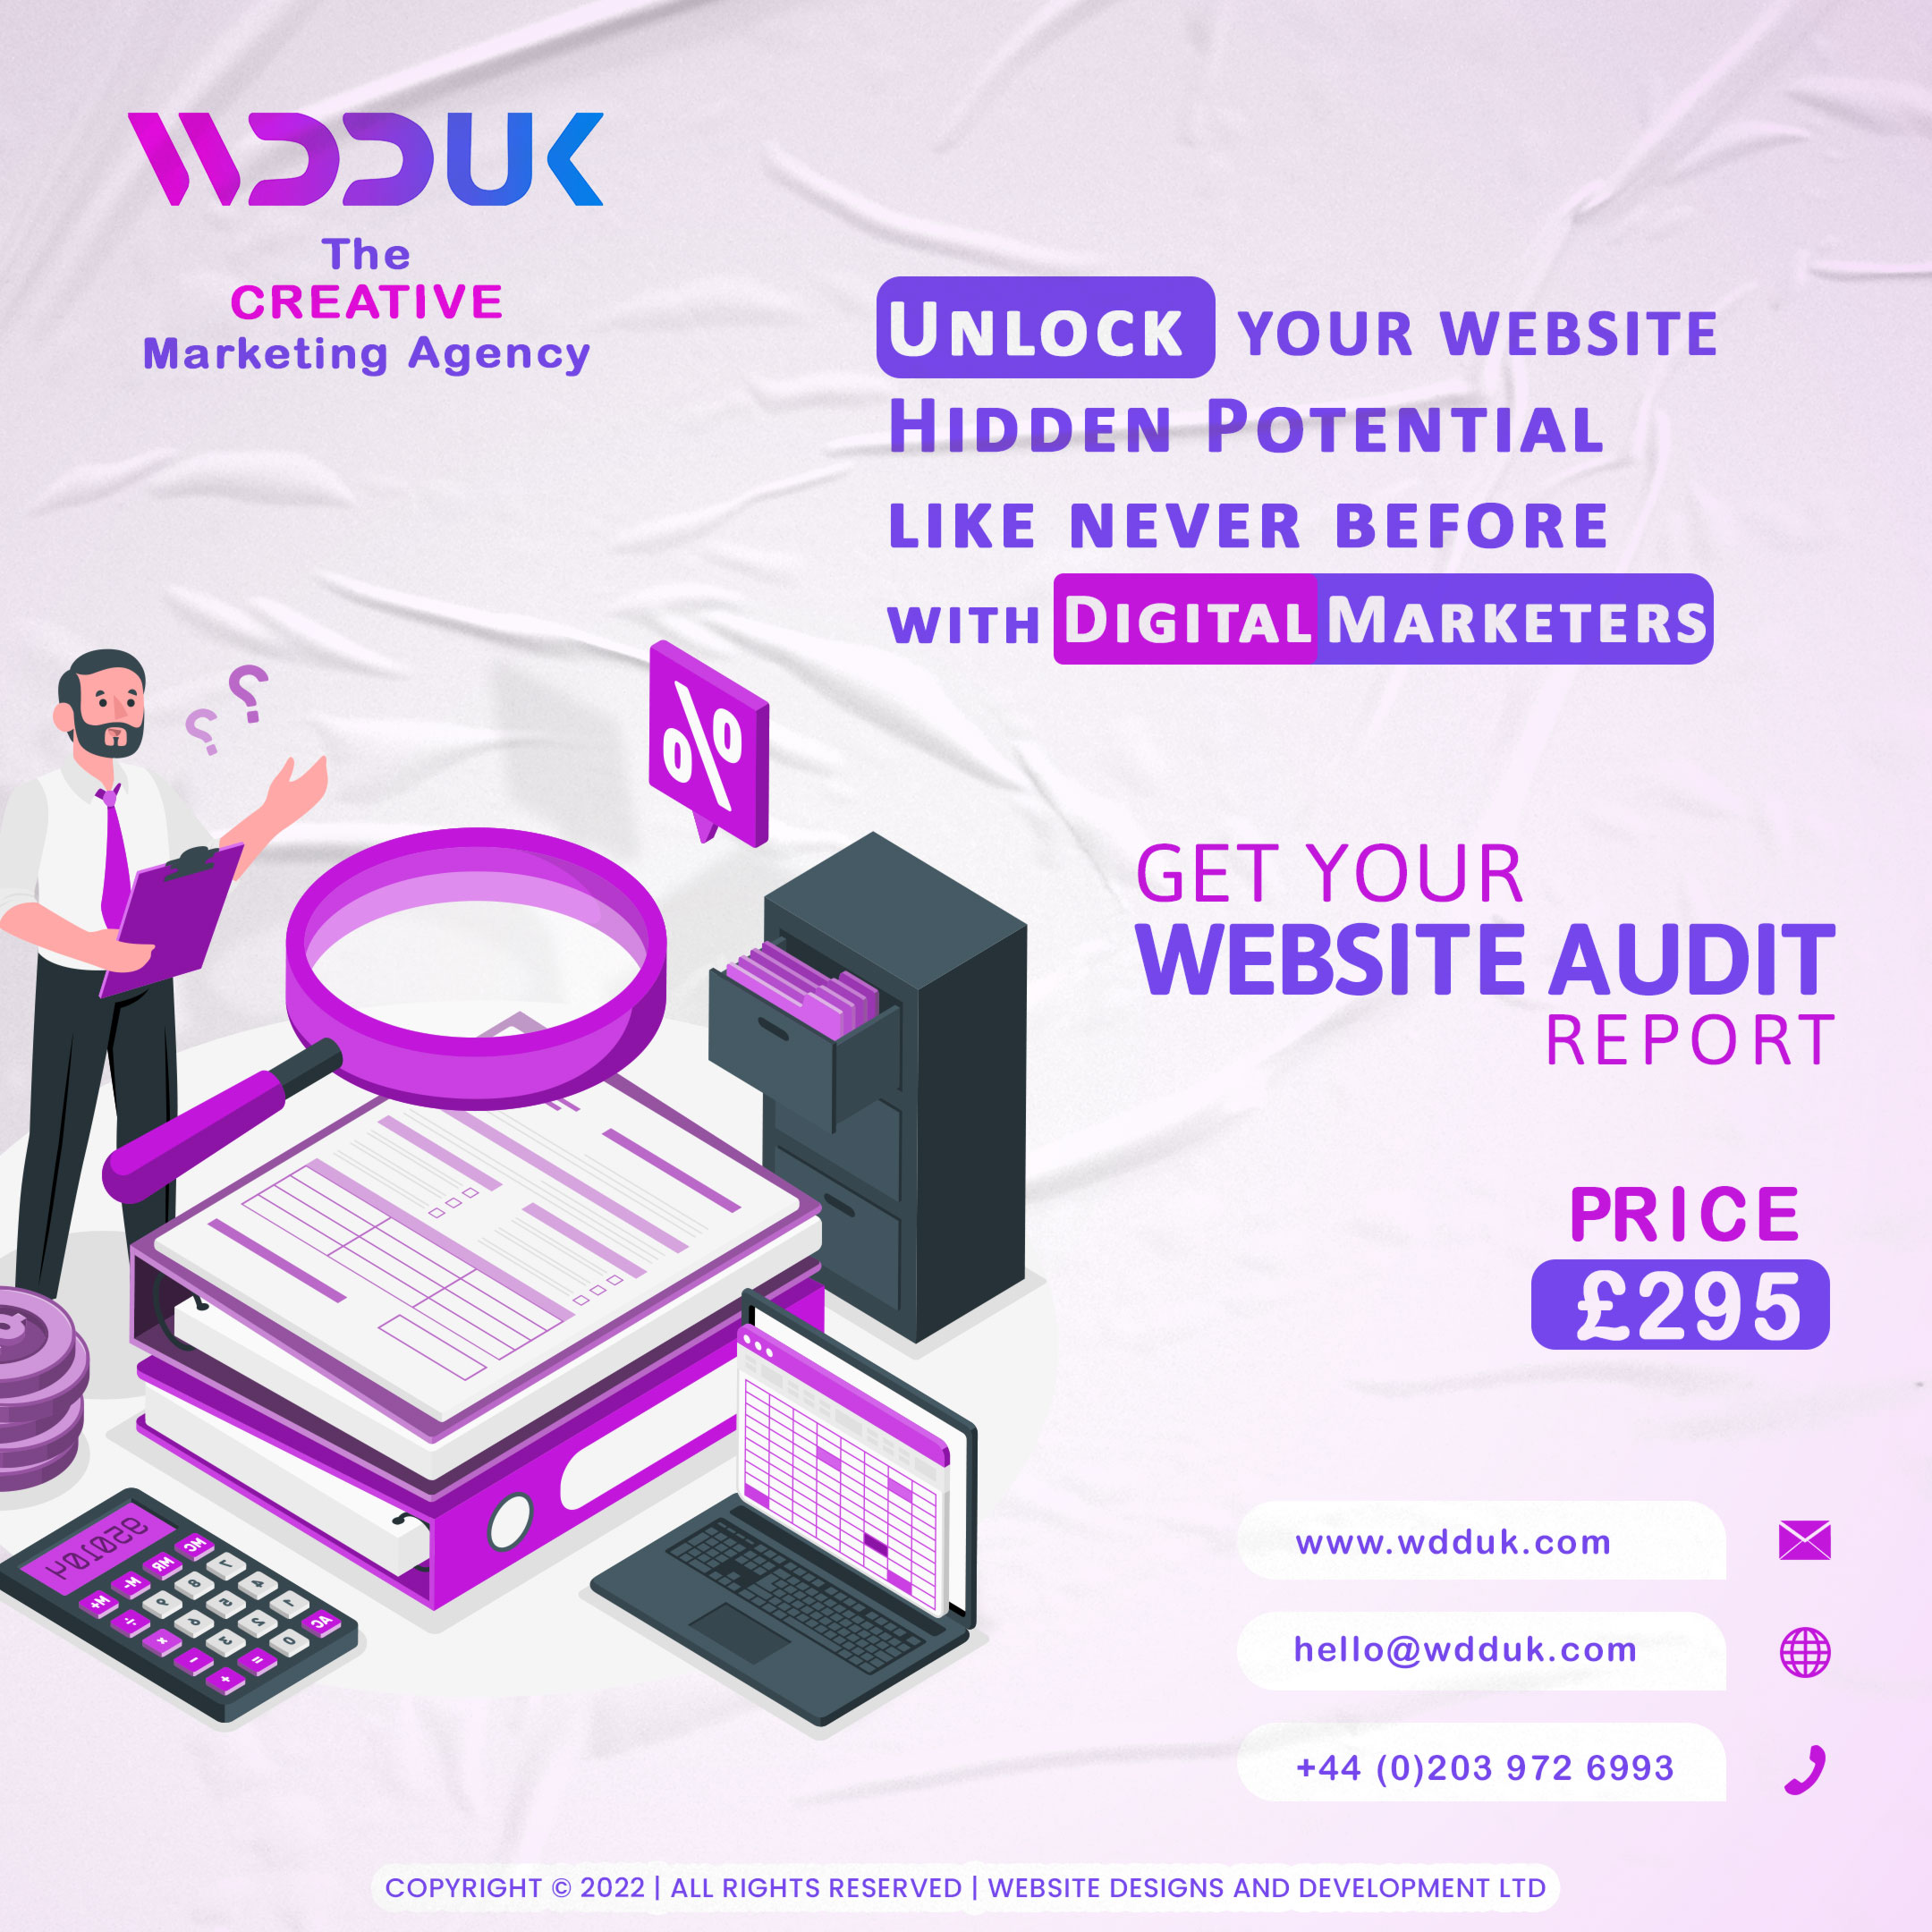 WDDUK
The
CREATIVE
Marketing Agency
UNLOCK YOUR WEBSITE
HIDDEN POTENTIAL
LIKE NEVER BEFORE
WITH DIGITAL MARKETERS
%
GET YOUR
WEBSITE AUDIT
REPORT
PRICE
£295
www.wdduk.com
hello@wdduk.com
+44 (0)203 972 6993
COPYRIGHT © 2022 | ALL RIGHTS RESERVED | WEBSITE DESIGNS AND DEVELOPMENT LTD